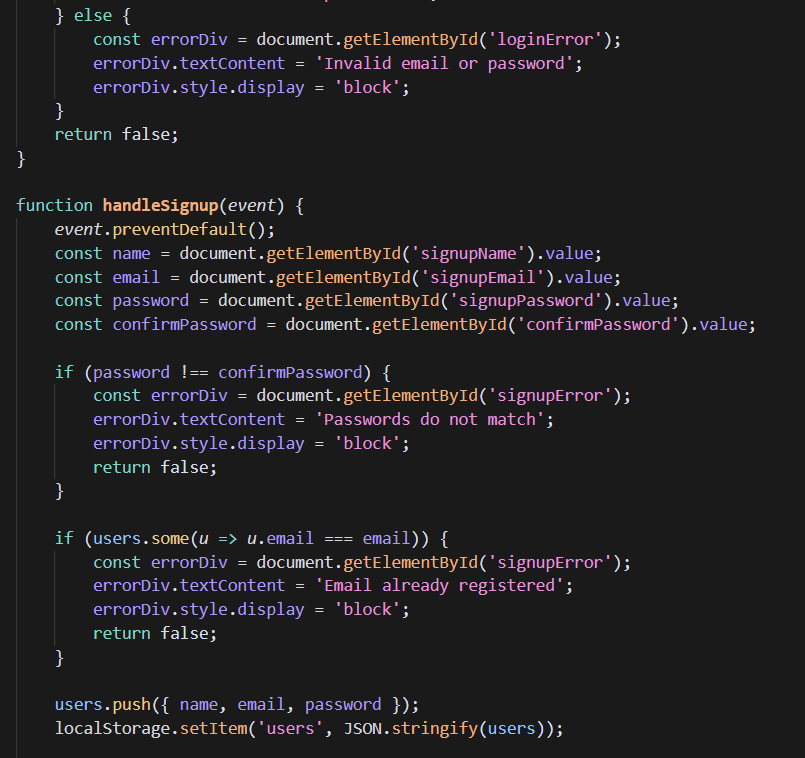 } else {
const errorDiv = document.getElementById('loginError');
errorDiv.textContent = 'Invalid email or password';
errorDiv.style.display = 'block';
}
return false;
}
function handleSignup(event) {
event.preventDefault();
const name = document.getElementById('signupName').value;
const email = document.getElementById('signupEmail').value;
const password = document.getElementById('signupPassword').value;
const confirmPassword = document.getElementById('confirmPassword').value;
if (password !== confirmPassword) {
const errorDiv = document.getElementById('signupError');
errorDiv.textContent = 'Passwords do not match';
errorDiv.style.display = 'block';
return false;
}
if (users.some(u => u.email === email)) {
const errorDiv = document.getElementById('signupError');
errorDiv.textContent = 'Email already registered';
errorDiv.style.display = 'block';
return false;
}
users.push({ name, email, password });
localStorage.setItem('users', JSON.stringify(users));